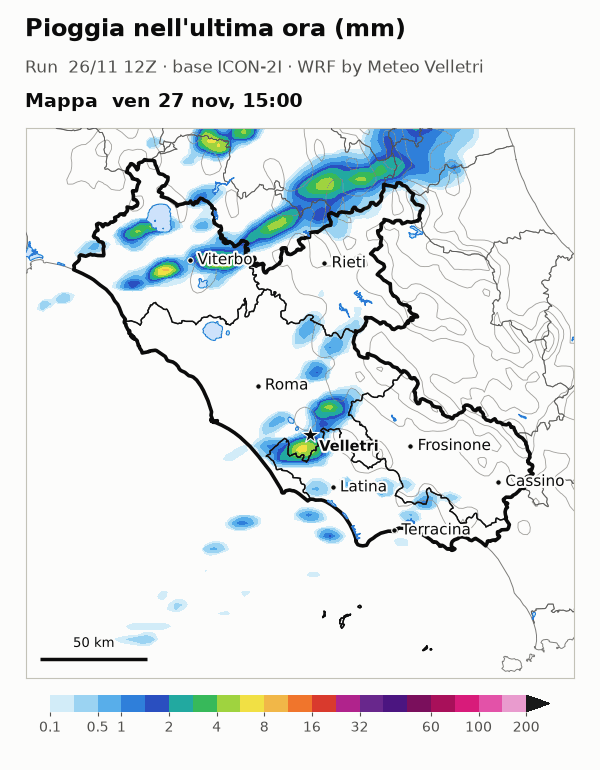 Pioggia nell'ultima ora (mm)
Run  26/11 12Z · base ICON-2I · WRF by Meteo Velletri
Mappa  ven 27 nov, 15:00
Viterbo
Rieti
Roma
Velletri
Frosinone
Cassino
Latina
Terracina
50 km
0.1 0.5 1 2 4 8 16 32 60 100 200